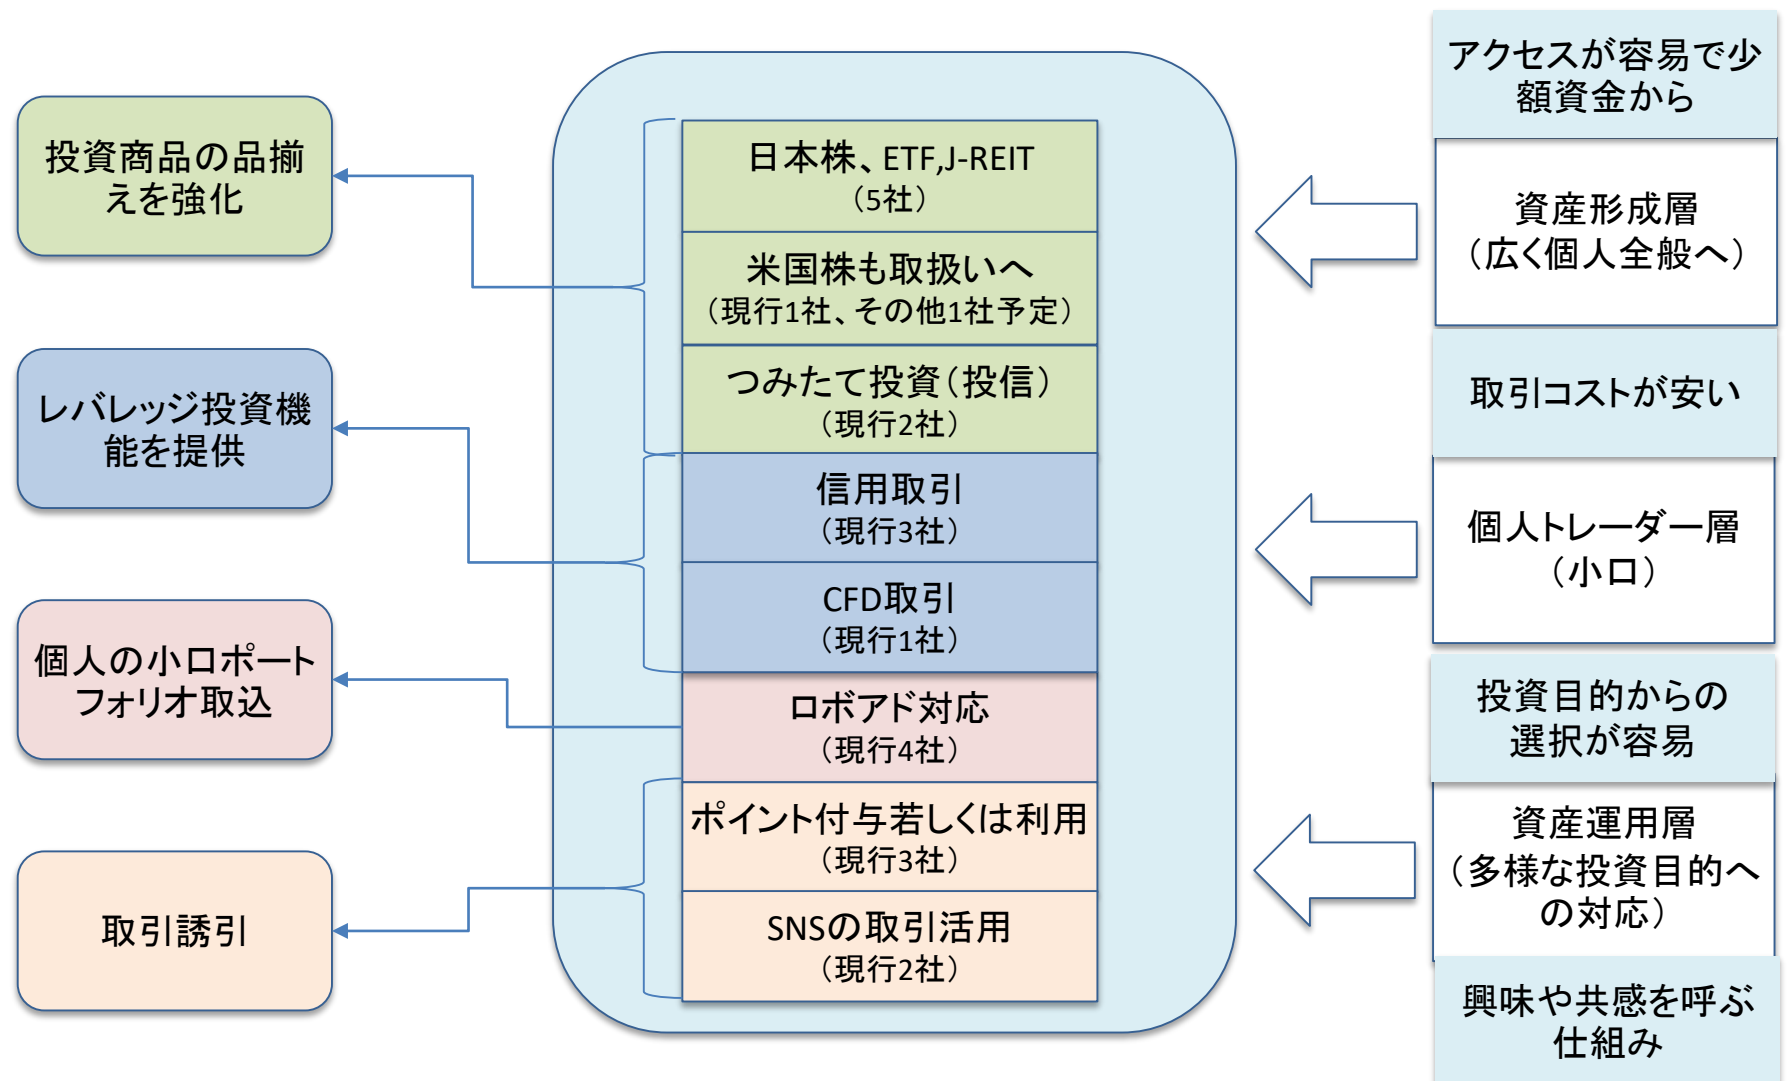 投資商品の品揃
えを強化
レバレッジ投資機
能を提供
個人の小口ポート
フォリオ取込
取引誘引
日本株、ETF,J-REIT
（5社）
米国株も取扱いへ
（現行1社、その他1社予定）
つみたて投資（投信）
（現行2社）
信用取引
（現行3社）
CFD取引
（現行1社）
ロボアド対応
（現行4社）
ポイント付与若しくは利用
（現行3社）
SNSの取引活用
（現行2社）
アクセスが容易で少
額資金から
資産形成層
（広く個人全般へ）
取引コストが安い
個人トレーダー層
（小口）
投資目的からの
選択が容易
資産運用層
（多様な投資目的へ
の対応）
興味や共感を呼ぶ
仕組み